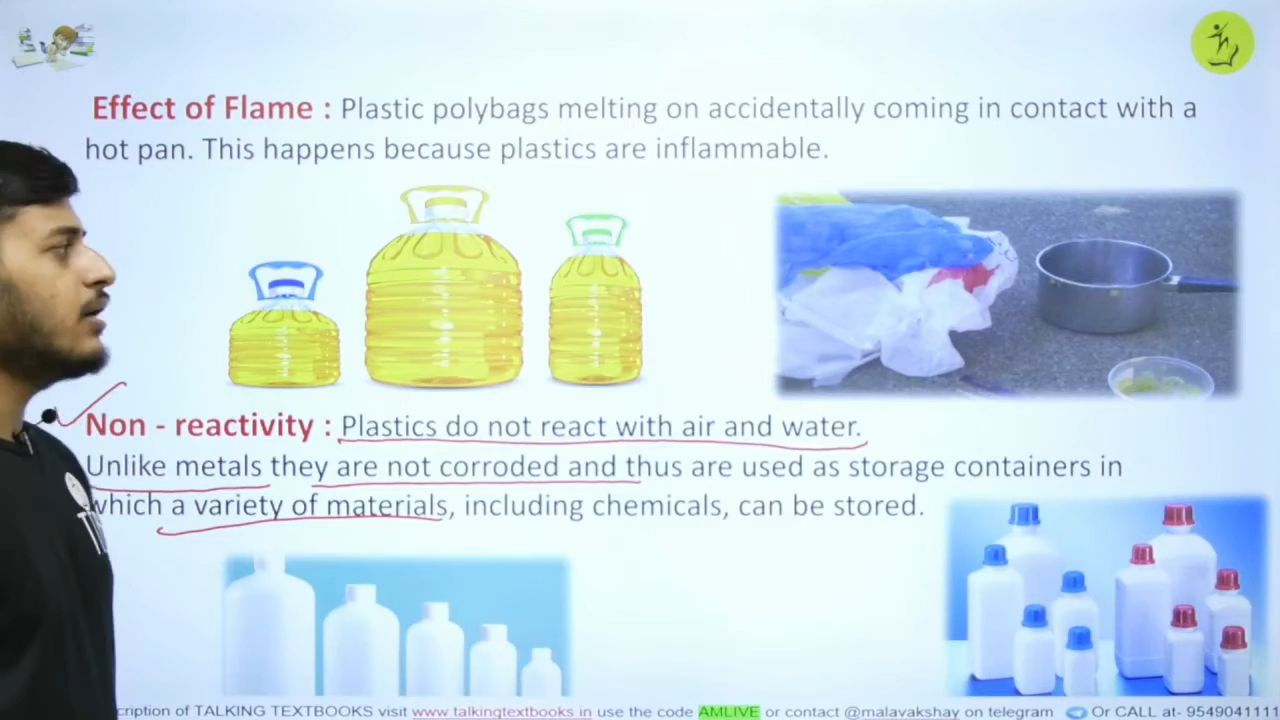 Effect of Flame : Plastic polybags melting on accidentally coming in contact with a
hot pan. This happens because plastics are inflammable.
Non - reactivity : Plastics do not react with air and water.
Unlike metals they are not corroded and thus are used as storage containers in
which a variety of materials, including chemicals, can be stored.
cription of TALKING TEXTBOOKS visit www.talkingtextbooks.in use the code AMLIVE or contact @malavakshay on telegram Or CALL at- 9549041111